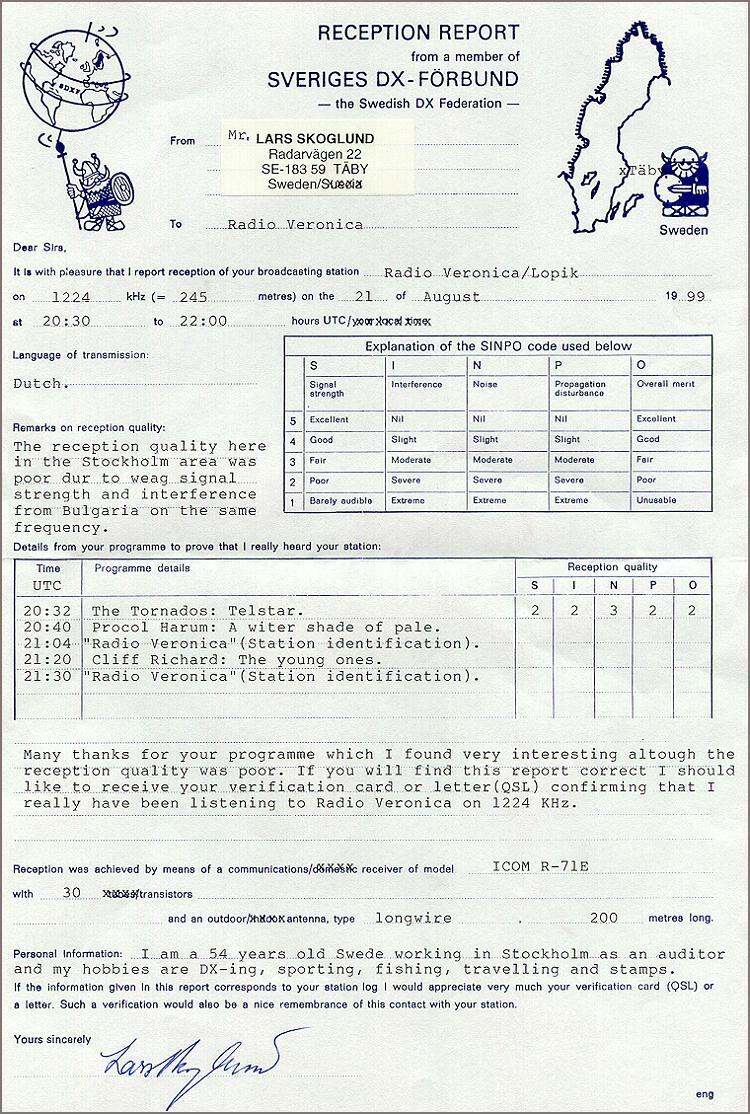 RECEPTION REPORT
from a member of
SVERIGES DX-FÖRBUND
— the Swedish DX Federation —
SDXF
From Mr. LARS SKOGLUND
Radarvägen 22
SE-183 59 TÄBY
Sweden/Suecia
xTäby
Sweden
To Radio Veronica
Dear Sirs,
It is with pleasure that I report reception of your broadcasting station Radio Veronica/Lopik
on 1224 kHz (= 245 metres) on the 21 of August 19 99
at 20:30 to 22:00 hours UTC/your local time
Language of transmission:
Dutch.
Explanation of the SINPO code used below
S I N P O
Signal strength Interference Noise Propagation disturbance Overall merit
5 Excellent Nil Nil Nil Excellent
4 Good Slight Slight Slight Good
3 Fair Moderate Moderate Moderate Fair
2 Poor Severe Severe Severe Poor
1 Barely audible Extreme Extreme Extreme Unusable
Remarks on reception quality:
The reception quality here
in the Stockholm area was
poor dur to weag signal
strength and interference
from Bulgaria on the same
frequency.
Details from your programme to prove that I really heard your station:
Time Programme details Reception quality
UTC S I N P O
20:32 The Tornados: Telstar. 2 2 3 2 2
20:40 Procol Harum: A witer shade of pale.
21:04 "Radio Veronica"(Station identification).
21:20 Cliff Richard: The young ones.
21:30 "Radio Veronica"(Station identification).
Many thanks for your programme which I found very interesting altough the
reception quality was poor. If you will find this report correct I should
like to receive your verification card or letter(QSL) confirming that I
really have been listening to Radio Veronica on 1224 KHz.
Reception was achieved by means of a communications/domestic receiver of model ICOM R-71E
with 30 tubes/transistors
and an outdoor/indoor antenna, type longwire , 200 metres long.
Personal Information: I am a 54 years old Swede working in Stockholm as an auditor
and my hobbies are DX-ing, sporting, fishing, travelling and stamps.
If the information given in this report corresponds to your station log I would appreciate very much your verification card (QSL) or
a letter. Such a verification would also be a nice remembrance of this contact with your station.
Yours sincerely
Lars Skoglund
eng